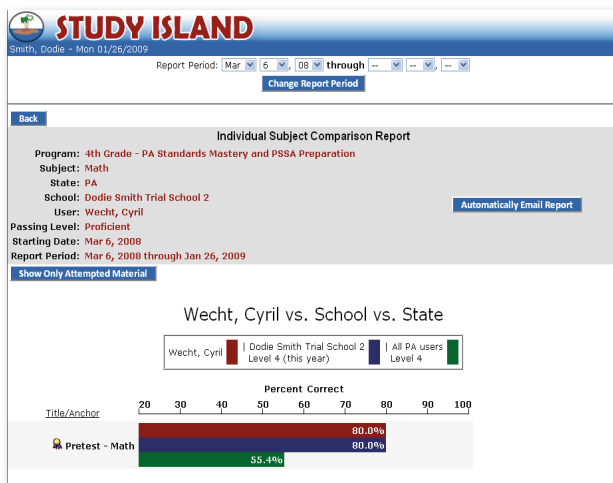 STUDY ISLAND
Smith, Dodie - Mon 01/26/2009
Report Period: Mar 6 , 08 through -- -- , --
Change Report Period
Back
Individual Subject Comparison Report
Program: 4th Grade - PA Standards Mastery and PSSA Preparation
Subject: Math
State: PA
School: Dodie Smith Trial School 2
Automatically Email Report
User: Wecht, Cyril
Passing Level: Proficient
Starting Date: Mar 6, 2008
Report Period: Mar 6, 2008 through Jan 26, 2009
Show Only Attempted Material
Wecht, Cyril vs. School vs. State
Wecht, Cyril | Dodie Smith Trial School 2 | All PA users
Level 4 (this year) Level 4
Percent Correct
Title/Anchor 20 30 40 50 60 70 80 90 100
80.0%
Pretest - Math 80.0%
55.4%